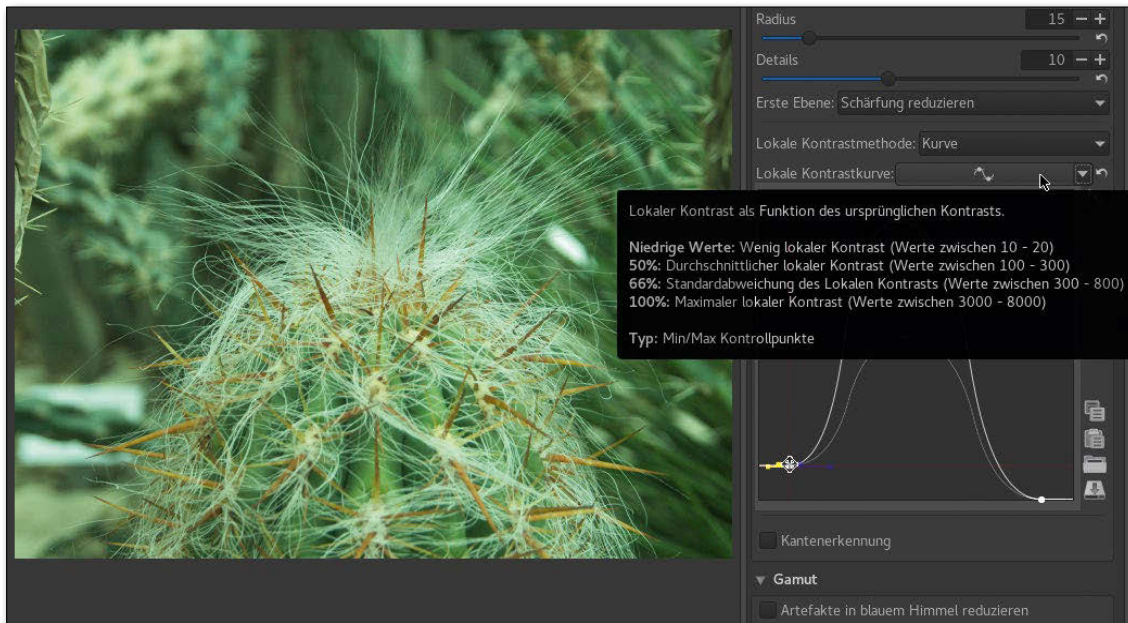 Radius
15
Details
10
Erste Ebene: Schärfung reduzieren
Lokale Kontrastmethode: Kurve
Lokale Kontrastkurve:
Lokaler Kontrast als Funktion des ursprünglichen Kontrasts.
Niedrige Werte: Wenig lokaler Kontrast (Werte zwischen 10 - 20)
50%: Durchschnittlicher lokaler Kontrast (Werte zwischen 100 - 300)
66%: Standardabweichung des Lokalen Kontrasts (Werte zwischen 300 - 800)
100%: Maximaler lokaler Kontrast (Werte zwischen 3000 - 8000)
Typ: Min/Max Kontrollpunkte
Kantenerkennung
Gamut
Artefakte in blauem Himmel reduzieren